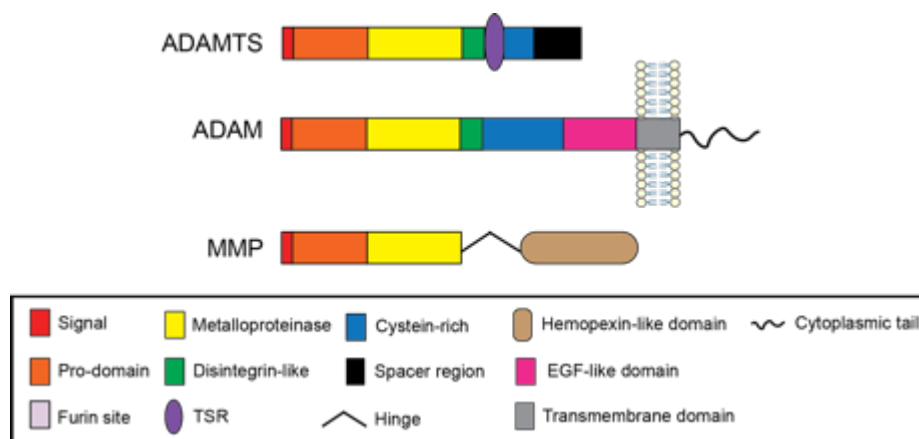 ADAMTS
ADAM
MMP
Signal Metalloproteinase Cystein-rich Hemopexin-like domain Cytoplasmic tail
Pro-domain Disintegrin-like Spacer region EGF-like domain
Furin site TSR Hinge Transmembrane domain